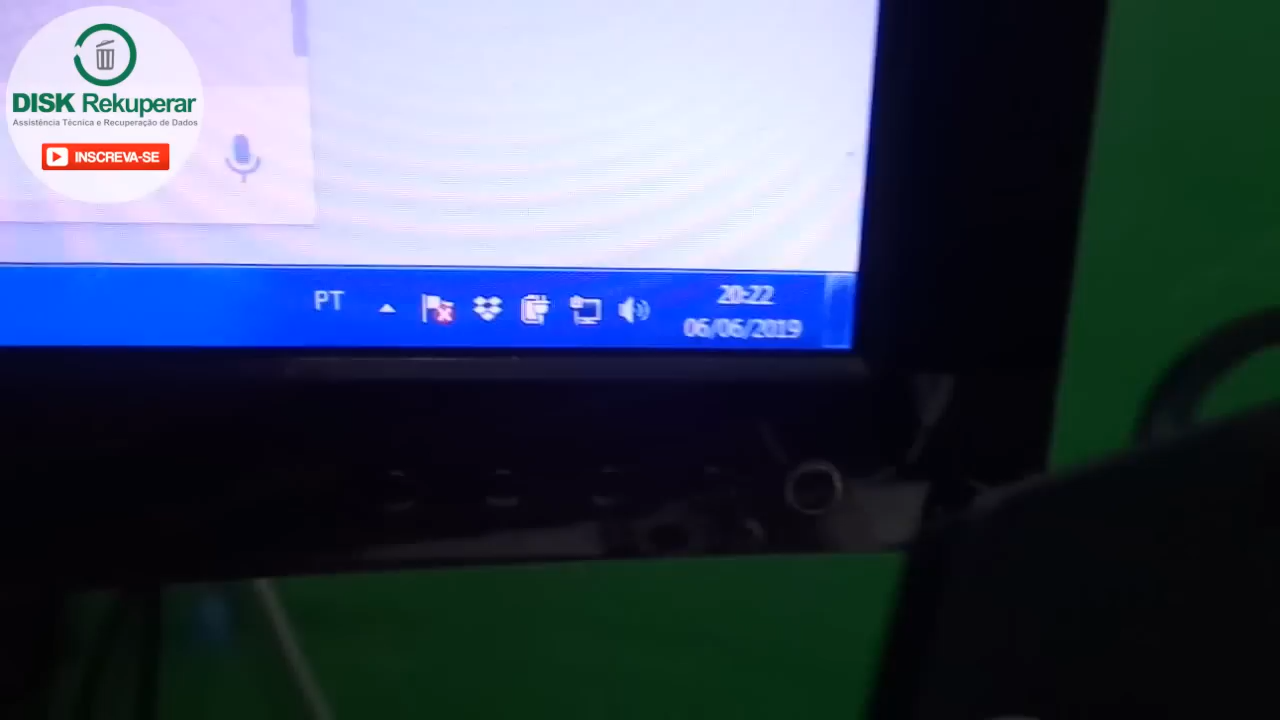 DISK Rekuperar
Assistência Técnica e Recuperação de Dados
INSCREVA-SE
PT
20:22
06/06/2019